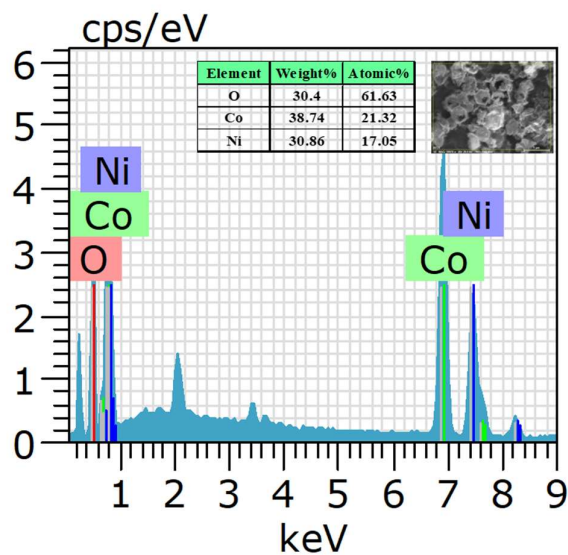 cps/eV
Element Weight% Atomic%
O 30.4 61.63
Co 38.74 21.32
Ni 30.86 17.05
6
5
4
3
2
1
0
Ni
Co
O
Ni
Co
1 2 3 4 5 6 7 8 9
keV